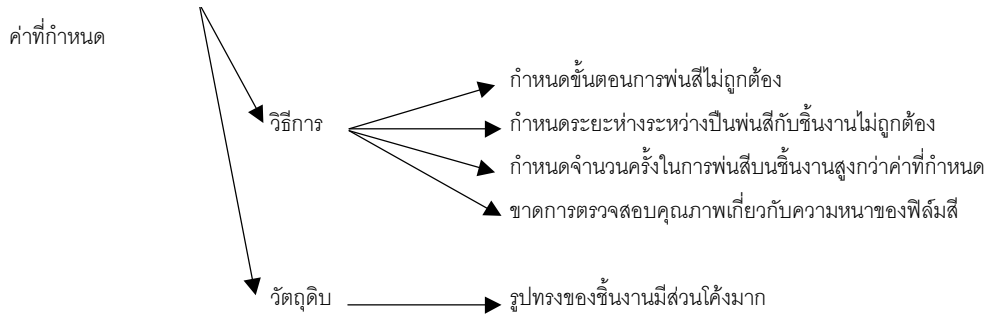 ค่าที่กำหนด
วิธีการ
กำหนดขั้นตอนการพ่นสีไม่ถูกต้อง
กำหนดระยะห่างระหว่างปืนพ่นสีกับชิ้นงานไม่ถูกต้อง
กำหนดจำนวนครั้งในการพ่นสีบนชิ้นงานสูงกว่าค่าที่กำหนด
ขาดการตรวจสอบคุณภาพเกี่ยวกับความหนาของฟิล์มสี
วัตถุดิบ
รูปทรงของชิ้นงานมีส่วนโค้งมาก